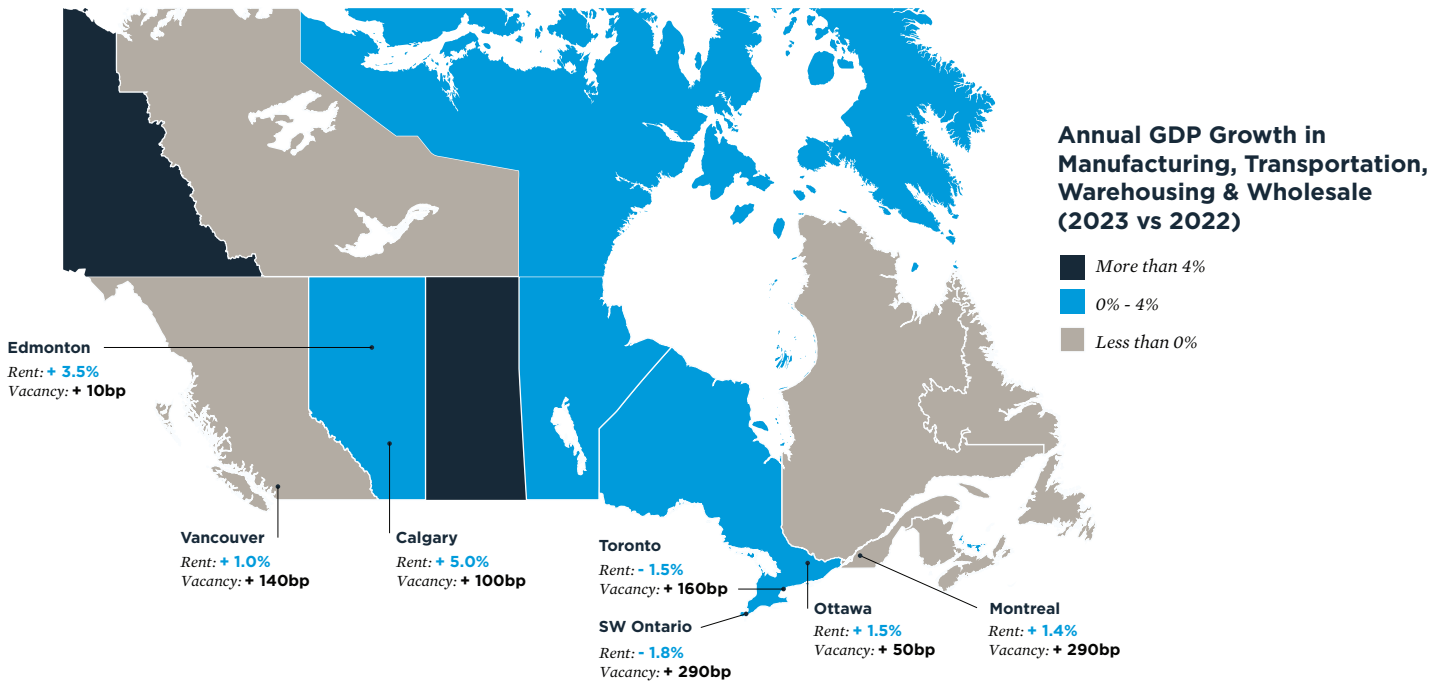 Annual GDP Growth in
Manufacturing, Transportation,
Warehousing & Wholesale
(2023 vs 2022)
More than 4%
0% - 4%
Less than 0%
Edmonton
Rent: + 3.5%
Vacancy: + 10bp
Vancouver
Rent: + 1.0%
Vacancy: + 140bp
Calgary
Rent: + 5.0%
Vacancy: + 100bp
Toronto
Rent: - 1.5%
Vacancy: + 160bp
SW Ontario
Rent: - 1.8%
Vacancy: + 290bp
Ottawa
Rent: + 1.5%
Vacancy: + 50bp
Montreal
Rent: + 1.4%
Vacancy: + 290bp